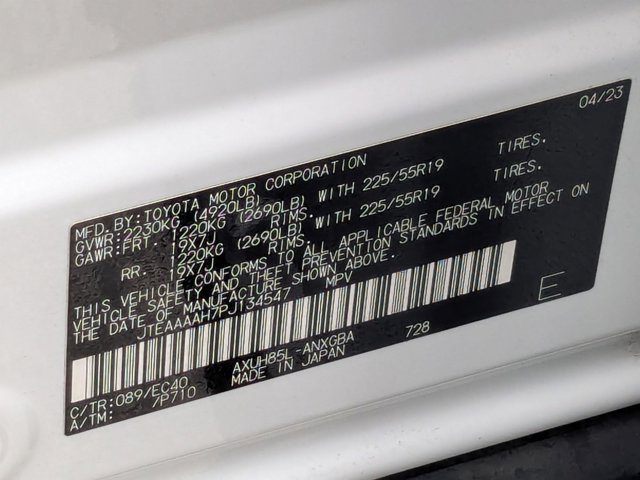 04/23
MFD. BY:TOYOTA MOTOR CORPORATION
GVWR:2230KG (4920LB)
GAWR:FRT. 1220KG (2690LB) WITH 225/55R19 TIRES.
19X7J RIMS.
RR. 1220KG (2690LB) WITH 225/55R19 TIRES.
19X7J RIMS.
THIS VEHICLE CONFORMS TO ALL APPLICABLE FEDERAL MOTOR
VEHICLE SAFETY AND THEFT PREVENTION STANDARDS IN EFFECT ON
THE DATE OF MANUFACTURE SHOWN ABOVE.
JTEAAAAH7PJ134547 MPV
E
C/TR:089/EC40 AXUH85L-ANXGBA 728
A/TM: /P710 MADE IN JAPAN